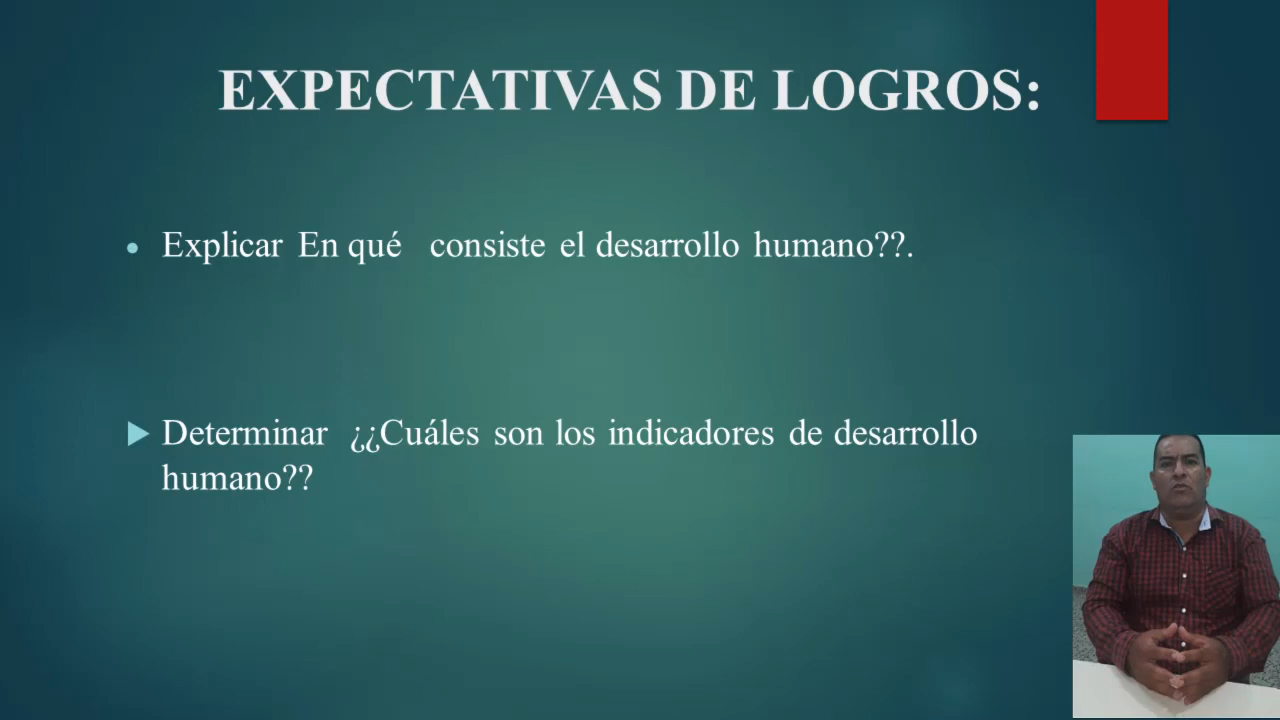 EXPECTATIVAS DE LOGROS:
Explicar En qué consiste el desarrollo humano??.
Determinar ¿¿Cuáles son los indicadores de desarrollo
humano??